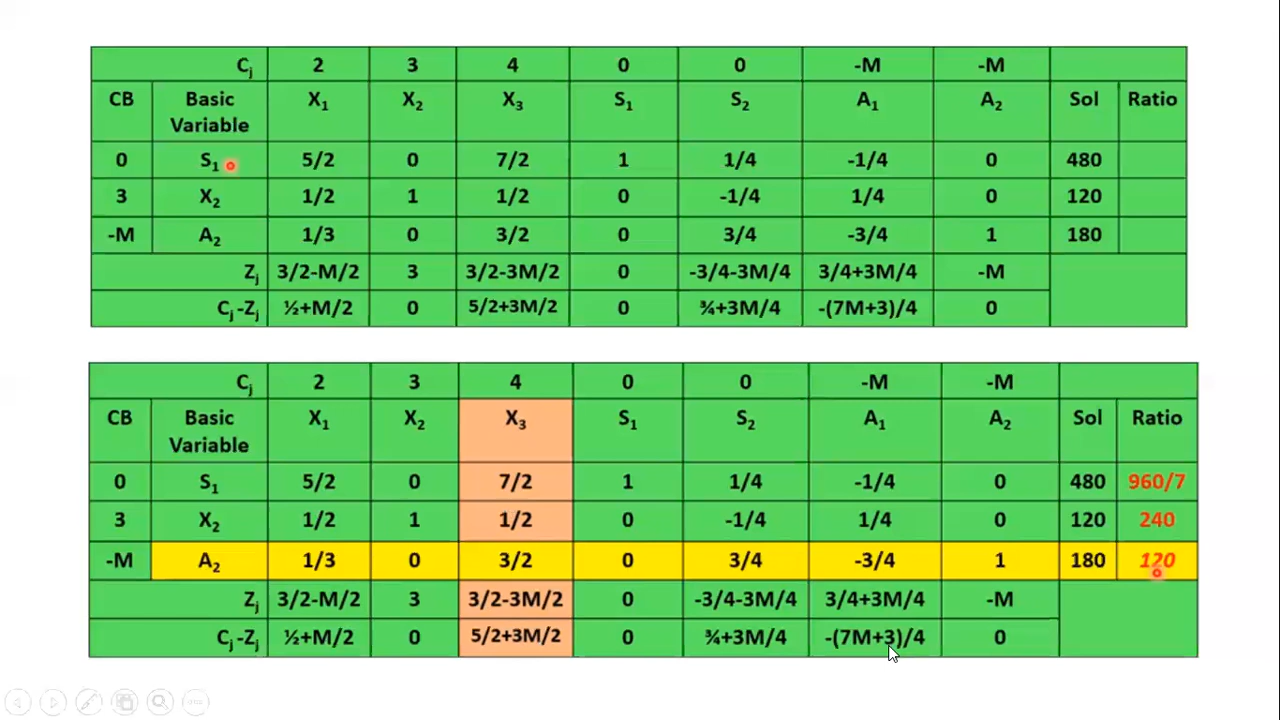 Cj 2 3 4 0 0 -M -M
CB Basic Variable X1 X2 X3 S1 S2 A1 A2 Sol Ratio
0 S1 5/2 0 7/2 1 1/4 -1/4 0 480
3 X2 1/2 1 1/2 0 -1/4 1/4 0 120
-M A2 1/3 0 3/2 0 3/4 -3/4 1 180
Zj 3/2-M/2 3 3/2-3M/2 0 -3/4-3M/4 3/4+3M/4 -M
Cj -Zj ½+M/2 0 5/2+3M/2 0 ¾+3M/4 -(7M+3)/4 0
Cj 2 3 4 0 0 -M -M
CB Basic Variable X1 X2 X3 S1 S2 A1 A2 Sol Ratio
0 S1 5/2 0 7/2 1 1/4 -1/4 0 480 960/7
3 X2 1/2 1 1/2 0 -1/4 1/4 0 120 240
-M A2 1/3 0 3/2 0 3/4 -3/4 1 180 120
Zj 3/2-M/2 3 3/2-3M/2 0 -3/4-3M/4 3/4+3M/4 -M
Cj -Zj ½+M/2 0 5/2+3M/2 0 ¾+3M/4 -(7M+3)/4 0